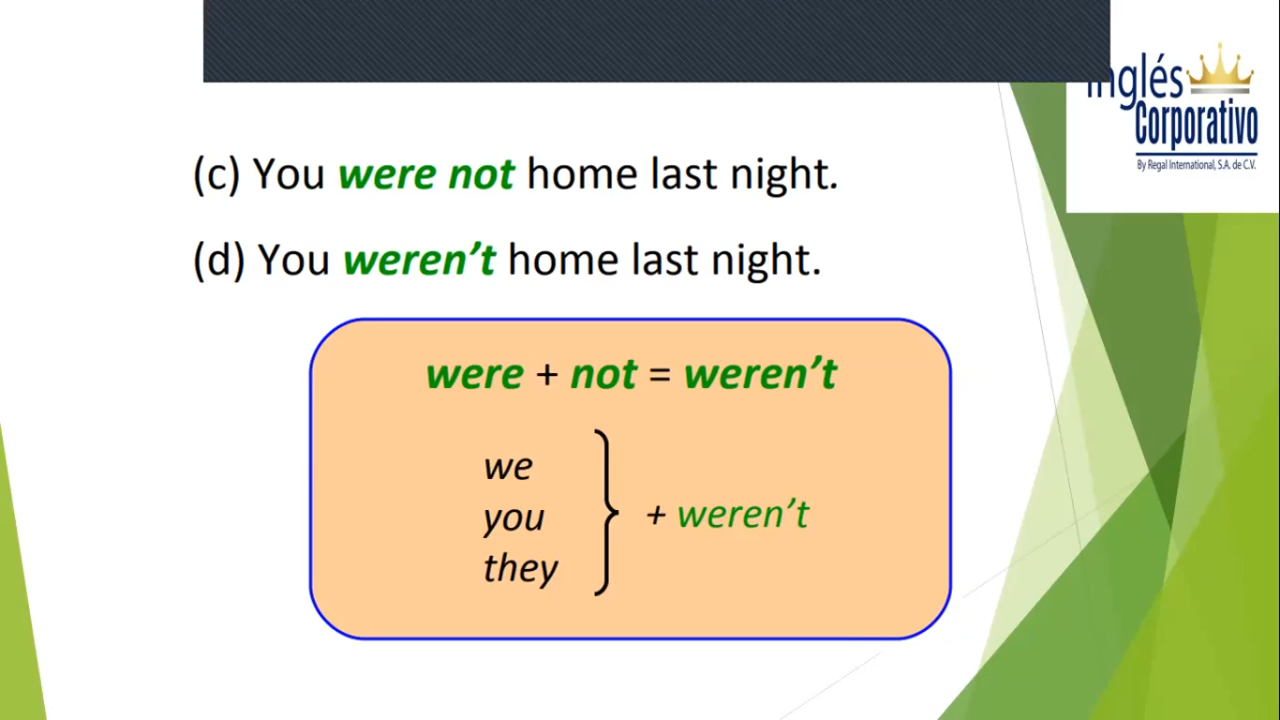 Inglés
Corporativo
By Regal International, S.A. de C.V.
(c) You were not home last night.
(d) You weren’t home last night.
were + not = weren’t
we
you
they
+ weren’t